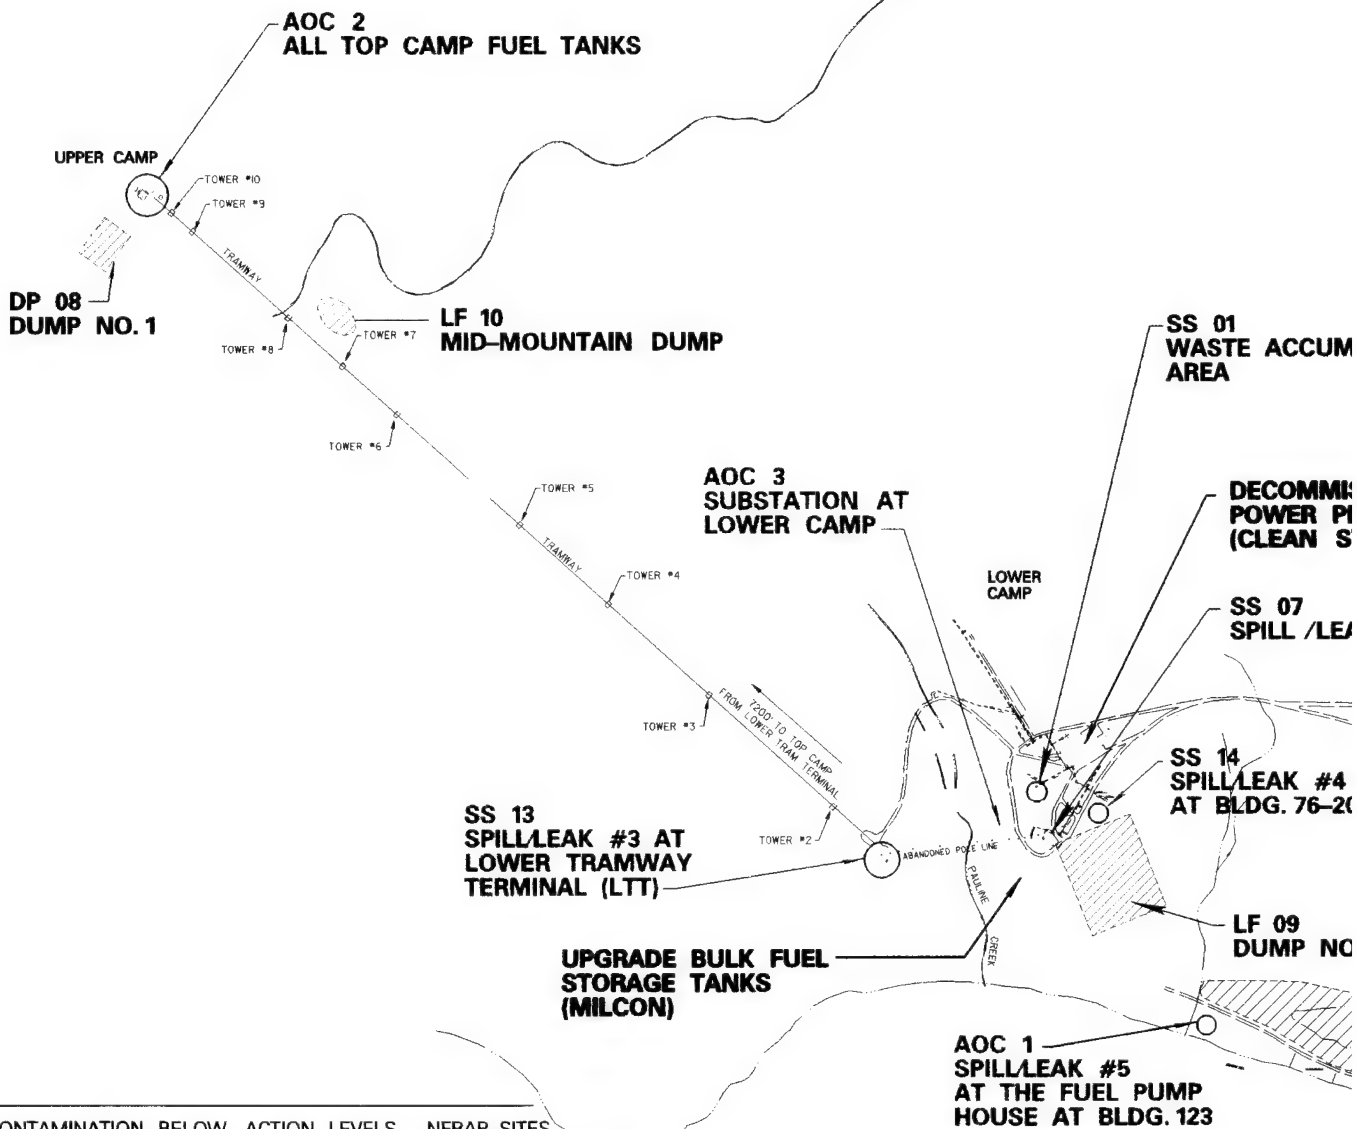 AOC 2
ALL TOP CAMP FUEL TANKS
UPPER CAMP
TOWER #10
TOWER #9
TRAMWAY
DP 08
DUMP NO. 1
LF 10
MID-MOUNTAIN DUMP
TOWER #8
TOWER #7
TOWER #6
SS 01
WASTE ACCUM
AREA
AOC 3
SUBSTATION AT
LOWER CAMP
TOWER #5
TRAMWAY
TOWER #4
DECOMMIS
POWER
(CLEAN
LOWER
CAMP
SS 07
SPILL /LEA
TOWER #3
7200' TO TOP CAMP
FROM LOWER TRAM TERMINAL
SS 14
SPILL/LEAK #4
AT BLDG. 76-20
SS 13
SPILL/LEAK #3 AT
LOWER TRAMWAY
TERMINAL (LTT)
TOWER #2
ABANDONED POLE LINE
PAULINE
CREEK
LF 09
DUMP NO
UPGRADE BULK FUEL
STORAGE TANKS
(MILCON)
AOC 1
SPILL/LEAK #5
AT THE FUEL PUMP
HOUSE AT BLDG. 123
ONTAMINATION BELOW ACTION LEVELS NFRAP SITES